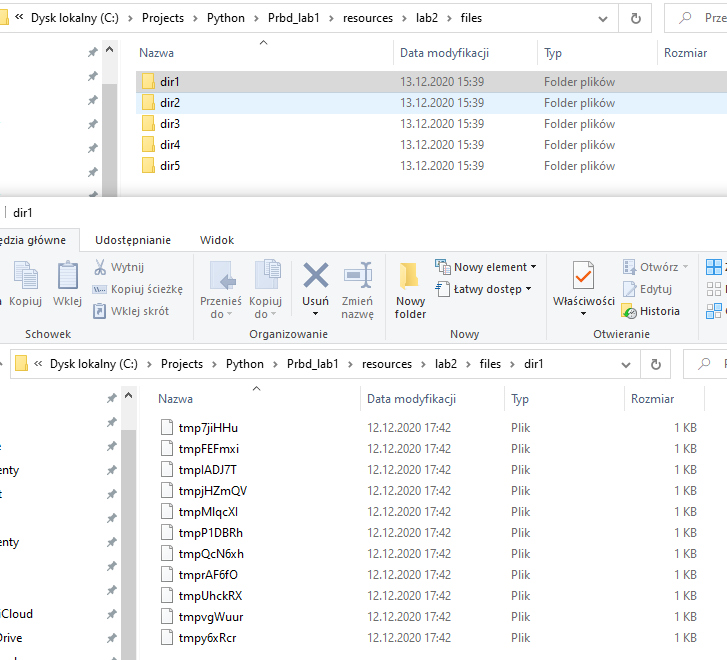 « Dysk lokalny (C:) > Projects > Python > Prbd_lab1 > resources > lab2 > files
Prze
Nazwa Data modyfikacji Typ Rozmiar
dir1 13.12.2020 15:39 Folder plików
dir2 13.12.2020 15:39 Folder plików
dir3 13.12.2020 15:39 Folder plików
dir4 13.12.2020 15:39 Folder plików
dir5 13.12.2020 15:39 Folder plików
dir1
ędzia główne Udostępnianie Widok
Kopiuj
Wklej
Wytnij
Kopiuj ścieżkę
Wklej skrót
Schowek
Przenieś do
Kopiuj do
Usuń
Zmień nazwę
Organizowanie
Nowy folder
Nowy element
Łatwy dostęp
Nowy
Właściwości
Otwórz
Edytuj
Historia
Otwieranie
« Dysk lokalny (C:) > Projects > Python > Prbd_lab1 > resources > lab2 > files > dir1
Nazwa Data modyfikacji Typ Rozmiar
tmp7jiHHu 12.12.2020 17:42 Plik 1 KB
tmpFEFmxi 12.12.2020 17:42 Plik 1 KB
12.12.2020 17:42 Plik 1 KB
tmpjHZmQV 12.12.2020 17:42 Plik 1 KB
12.12.2020 17:42 Plik 1 KB
tmpP1DBRh 12.12.2020 17:42 Plik 1 KB
tmpQcN6xh 12.12.2020 17:42 Plik 1 KB
tmprAF6fO 12.12.2020 17:42 Plik 1 KB
tmpUhckRX 12.12.2020 17:42 Plik 1 KB
tmpvgWuur 12.12.2020 17:42 Plik 1 KB
tmpy6xRcr 12.12.2020 17:42 Plik 1 KB
enty
t
enty
iCloud
Drive